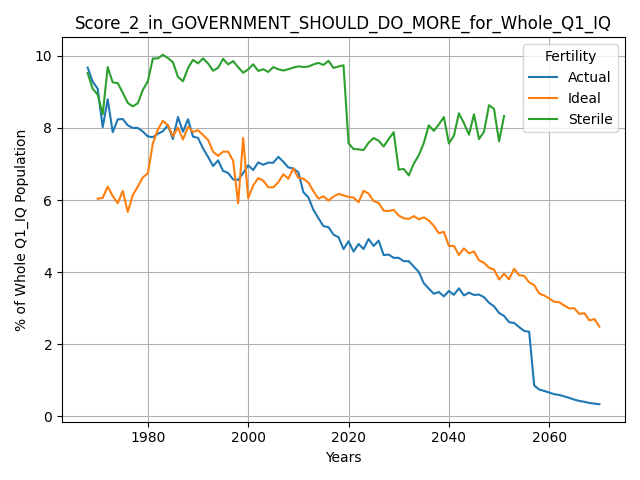 Score_2_in_GOVERNMENT_SHOULD_DO_MORE_for_Whole_Q1_IQ
% of Whole Q1_IQ Population
10
8
6
4
2
0
Fertility
Actual
Ideal
Sterile
1980
2000
2020
2040
2060
Years